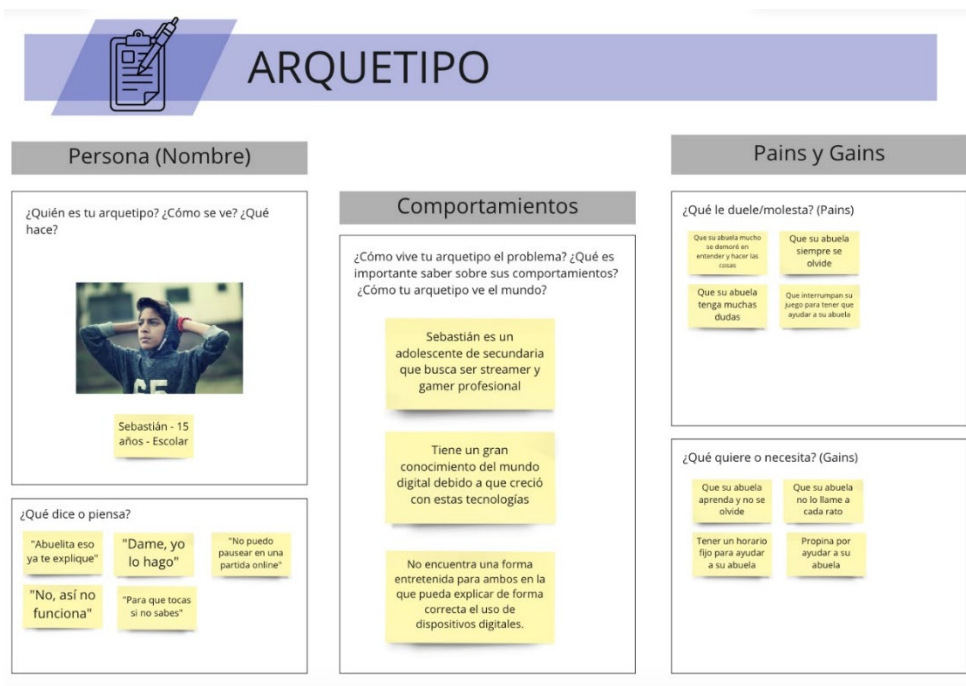 ARQUETIPO
Persona (Nombre)
¿Quién es tu arquetipo? ¿Cómo se ve? ¿Qué
hace?
65
Sebastián - 15
años - Escolar
¿Qué dice o piensa?
"Abuelita eso
ya te explique"
"Dame, yo
lo hago"
"No puedo
pausear en una
partida online"
"No, así no
funciona"
"Para que tocas
si no sabes"
Comportamientos
¿Cómo vive tu arquetipo el problema? ¿Qué es
importante saber sobre sus comportamientos?
¿Cómo tu arquetipo ve el mundo?
Sebastián es un
adolescente de secundaria
que busca ser streamer y
gamer profesional
Tiene un gran
conocimiento del mundo
digital debido a que creció
con estas tecnologías
No encuentra una forma
entretenida para ambos en la
que pueda explicar de forma
correcta el uso de
dispositivos digitales.
Pains y Gains
¿Qué le duele/molesta? (Pains)
Que su abuela mucho
se demoré en
entender y hacer las
cosas
Que su abuela
siempre se
olvide
Que su abuela
tenga muchas
dudas
Que interrumpan su
juego para tener que
ayudar a su abuela
¿Qué quiere o necesita? (Gains)
Que su abuela
aprenda y no se
olvide
Que su abuela
no lo llame a
cada rato
Tener un horario
fijo para ayudar
a su abuela
Propina por
ayudar a su
abuela